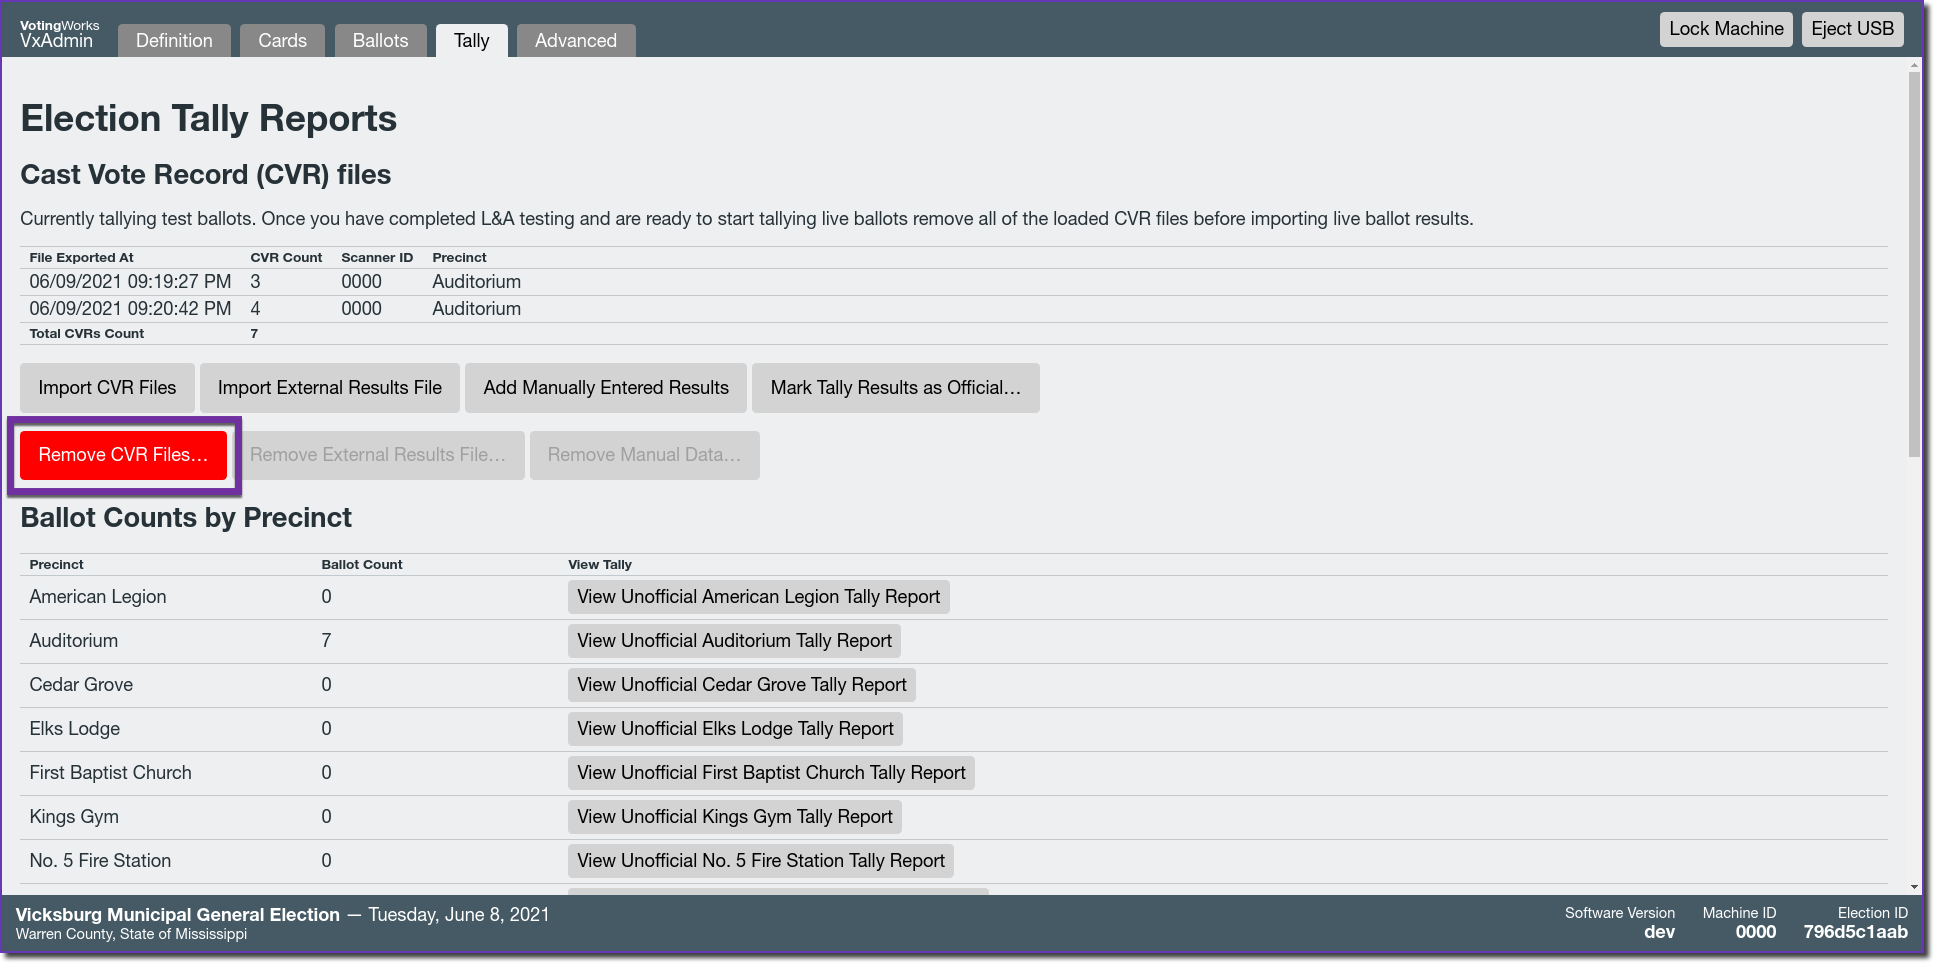 VotingWorks
VxAdmin
Definition
Cards
Ballots
Tally
Advanced
Lock Machine
Eject USB
Election Tally Reports
Cast Vote Record (CVR) files
Currently tallying test ballots. Once you have completed L&A testing and are ready to start tallying live ballots remove all of the loaded CVR files before importing live ballot results.
File Exported At CVR Count Scanner ID Precinct
06/09/2021 09:19:27 PM 3 0000 Auditorium
06/09/2021 09:20:42 PM 4 0000 Auditorium
Total CVRs Count 7
Import CVR Files
Import External Results File
Add Manually Entered Results
Mark Tally Results as Official…
Remove CVR Files…
Remove External Results File…
Remove Manual Data…
Ballot Counts by Precinct
Precinct Ballot Count View Tally
American Legion 0 View Unofficial American Legion Tally Report
Auditorium 7 View Unofficial Auditorium Tally Report
Cedar Grove 0 View Unofficial Cedar Grove Tally Report
Elks Lodge 0 View Unofficial Elks Lodge Tally Report
First Baptist Church 0 View Unofficial First Baptist Church Tally Report
Kings Gym 0 View Unofficial Kings Gym Tally Report
No. 5 Fire Station 0 View Unofficial No. 5 Fire Station Tally Report
Vicksburg Municipal General Election — Tuesday, June 8, 2021
Warren County, State of Mississippi
Software Version
dev
Machine ID
0000
Election ID
796d5c1aab